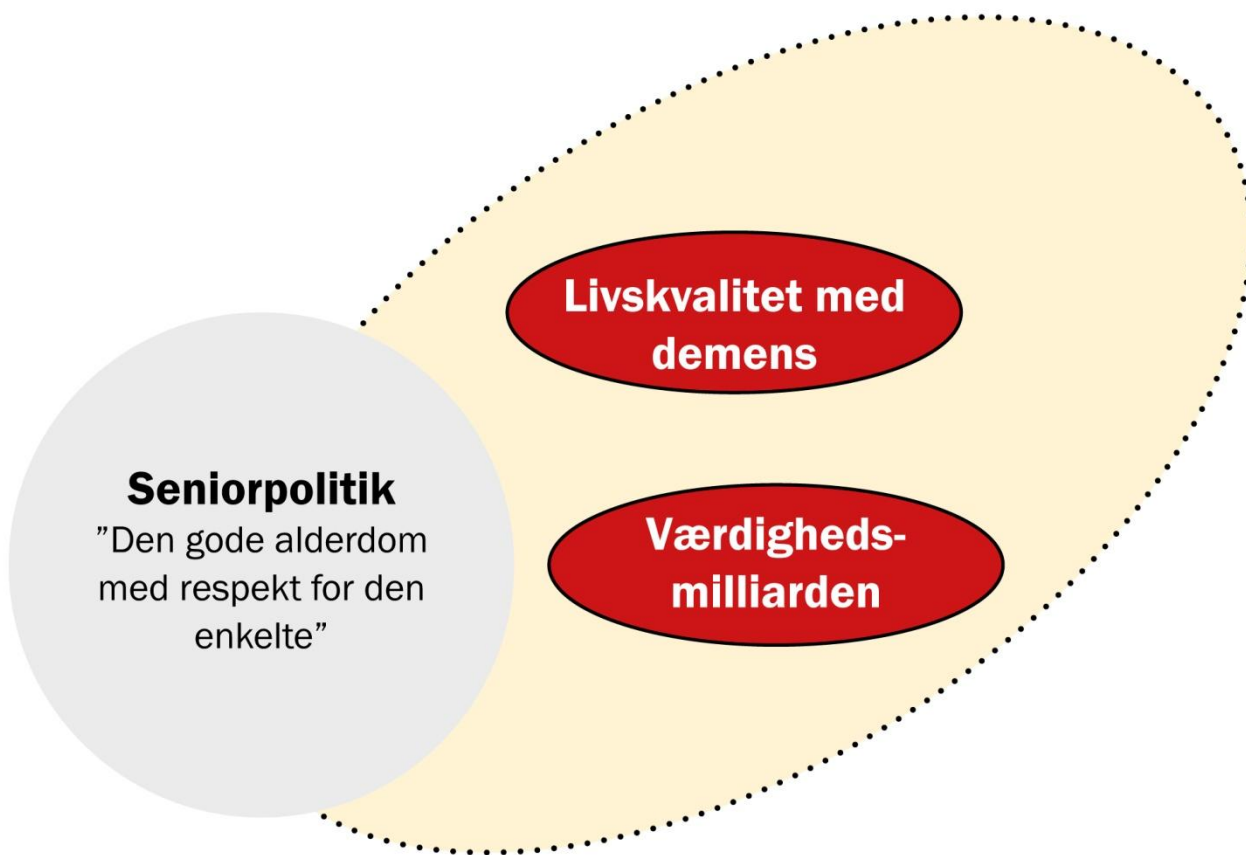 Livskvalitet med
demens
Seniorpolitik
”Den gode alderdom
med respekt for den
enkelte”
Værdigheds-
milliarden